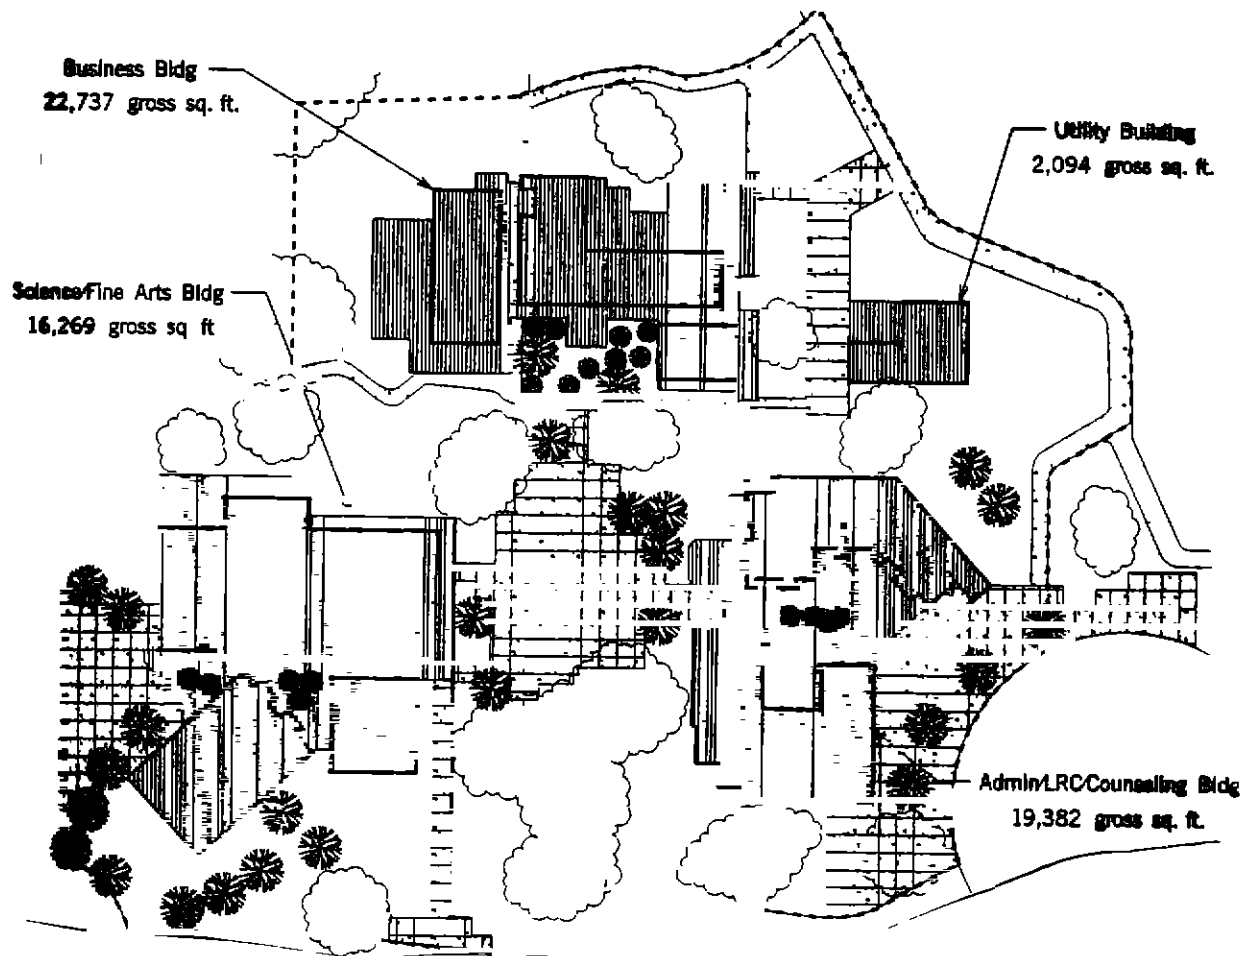 Business Bldg
22,737 gross sq. ft.
Utility Building
2,094 gross sq. ft.
Science/Fine Arts Bldg
16,269 gross sq ft
Admin/LRC/Counseling Bldg
19,382 gross sq. ft.